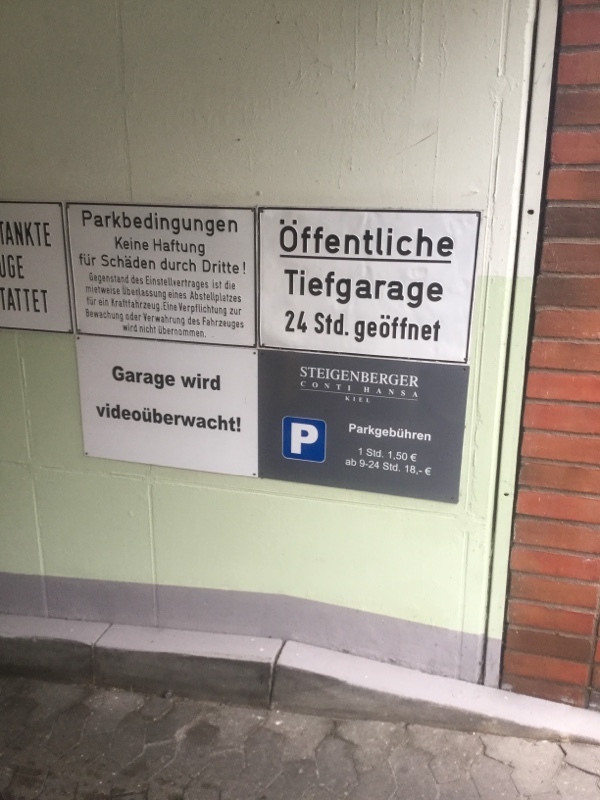 TANKTE
UGE
TATTET
Parkbedingungen
Keine Haftung
für Schäden durch Dritte!
Gegenstand des Einstellvertrages ist die
mietweise Überlassung eines Abstellplatzes
für ein Kraftfahrzeug. Eine Verpflichtung zur
Bewachung oder Verwahrung des Fahrzeuges
wird nicht übernommen.
Öffentliche
Tiefgarage
24 Std. geöffnet
Garage wird
videoüberwacht!
STEIGENBERGER
CONTI HANSA
KIEL
P
Parkgebühren
1 Std. 1,50 €
ab 9-24 Std. 18,- €